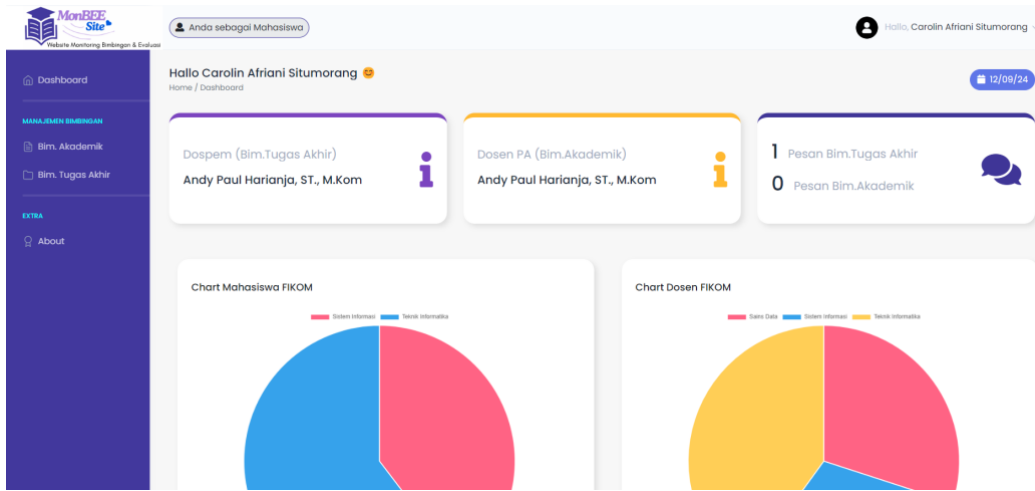 MonBEE
Site
Website Monitoring Bimbingan & Evaluasi
Anda sebagai Mahasiswa
Hallo, Carolin Afriani Situmorang
Dashboard
MANAJEMEN BIMBINGAN
Bim. Akademik
Bim. Tugas Akhir
EXTRA
About
Hallo Carolin Afriani Situmorang 😊
Home / Dashboard
12/09/24
Dospem (Bim.Tugas Akhir)
Andy Paul Harianja, ST., M.Kom
Dosen PA (Bim.Akademik)
Andy Paul Harianja, ST., M.Kom
1 Pesan Bim.Tugas Akhir
0 Pesan Bim.Akademik
Chart Mahasiswa FIKOM
Sistem Informasi Teknik Informatika
Chart Dosen FIKOM
Sains Data Sistem Informasi Teknik Informatika